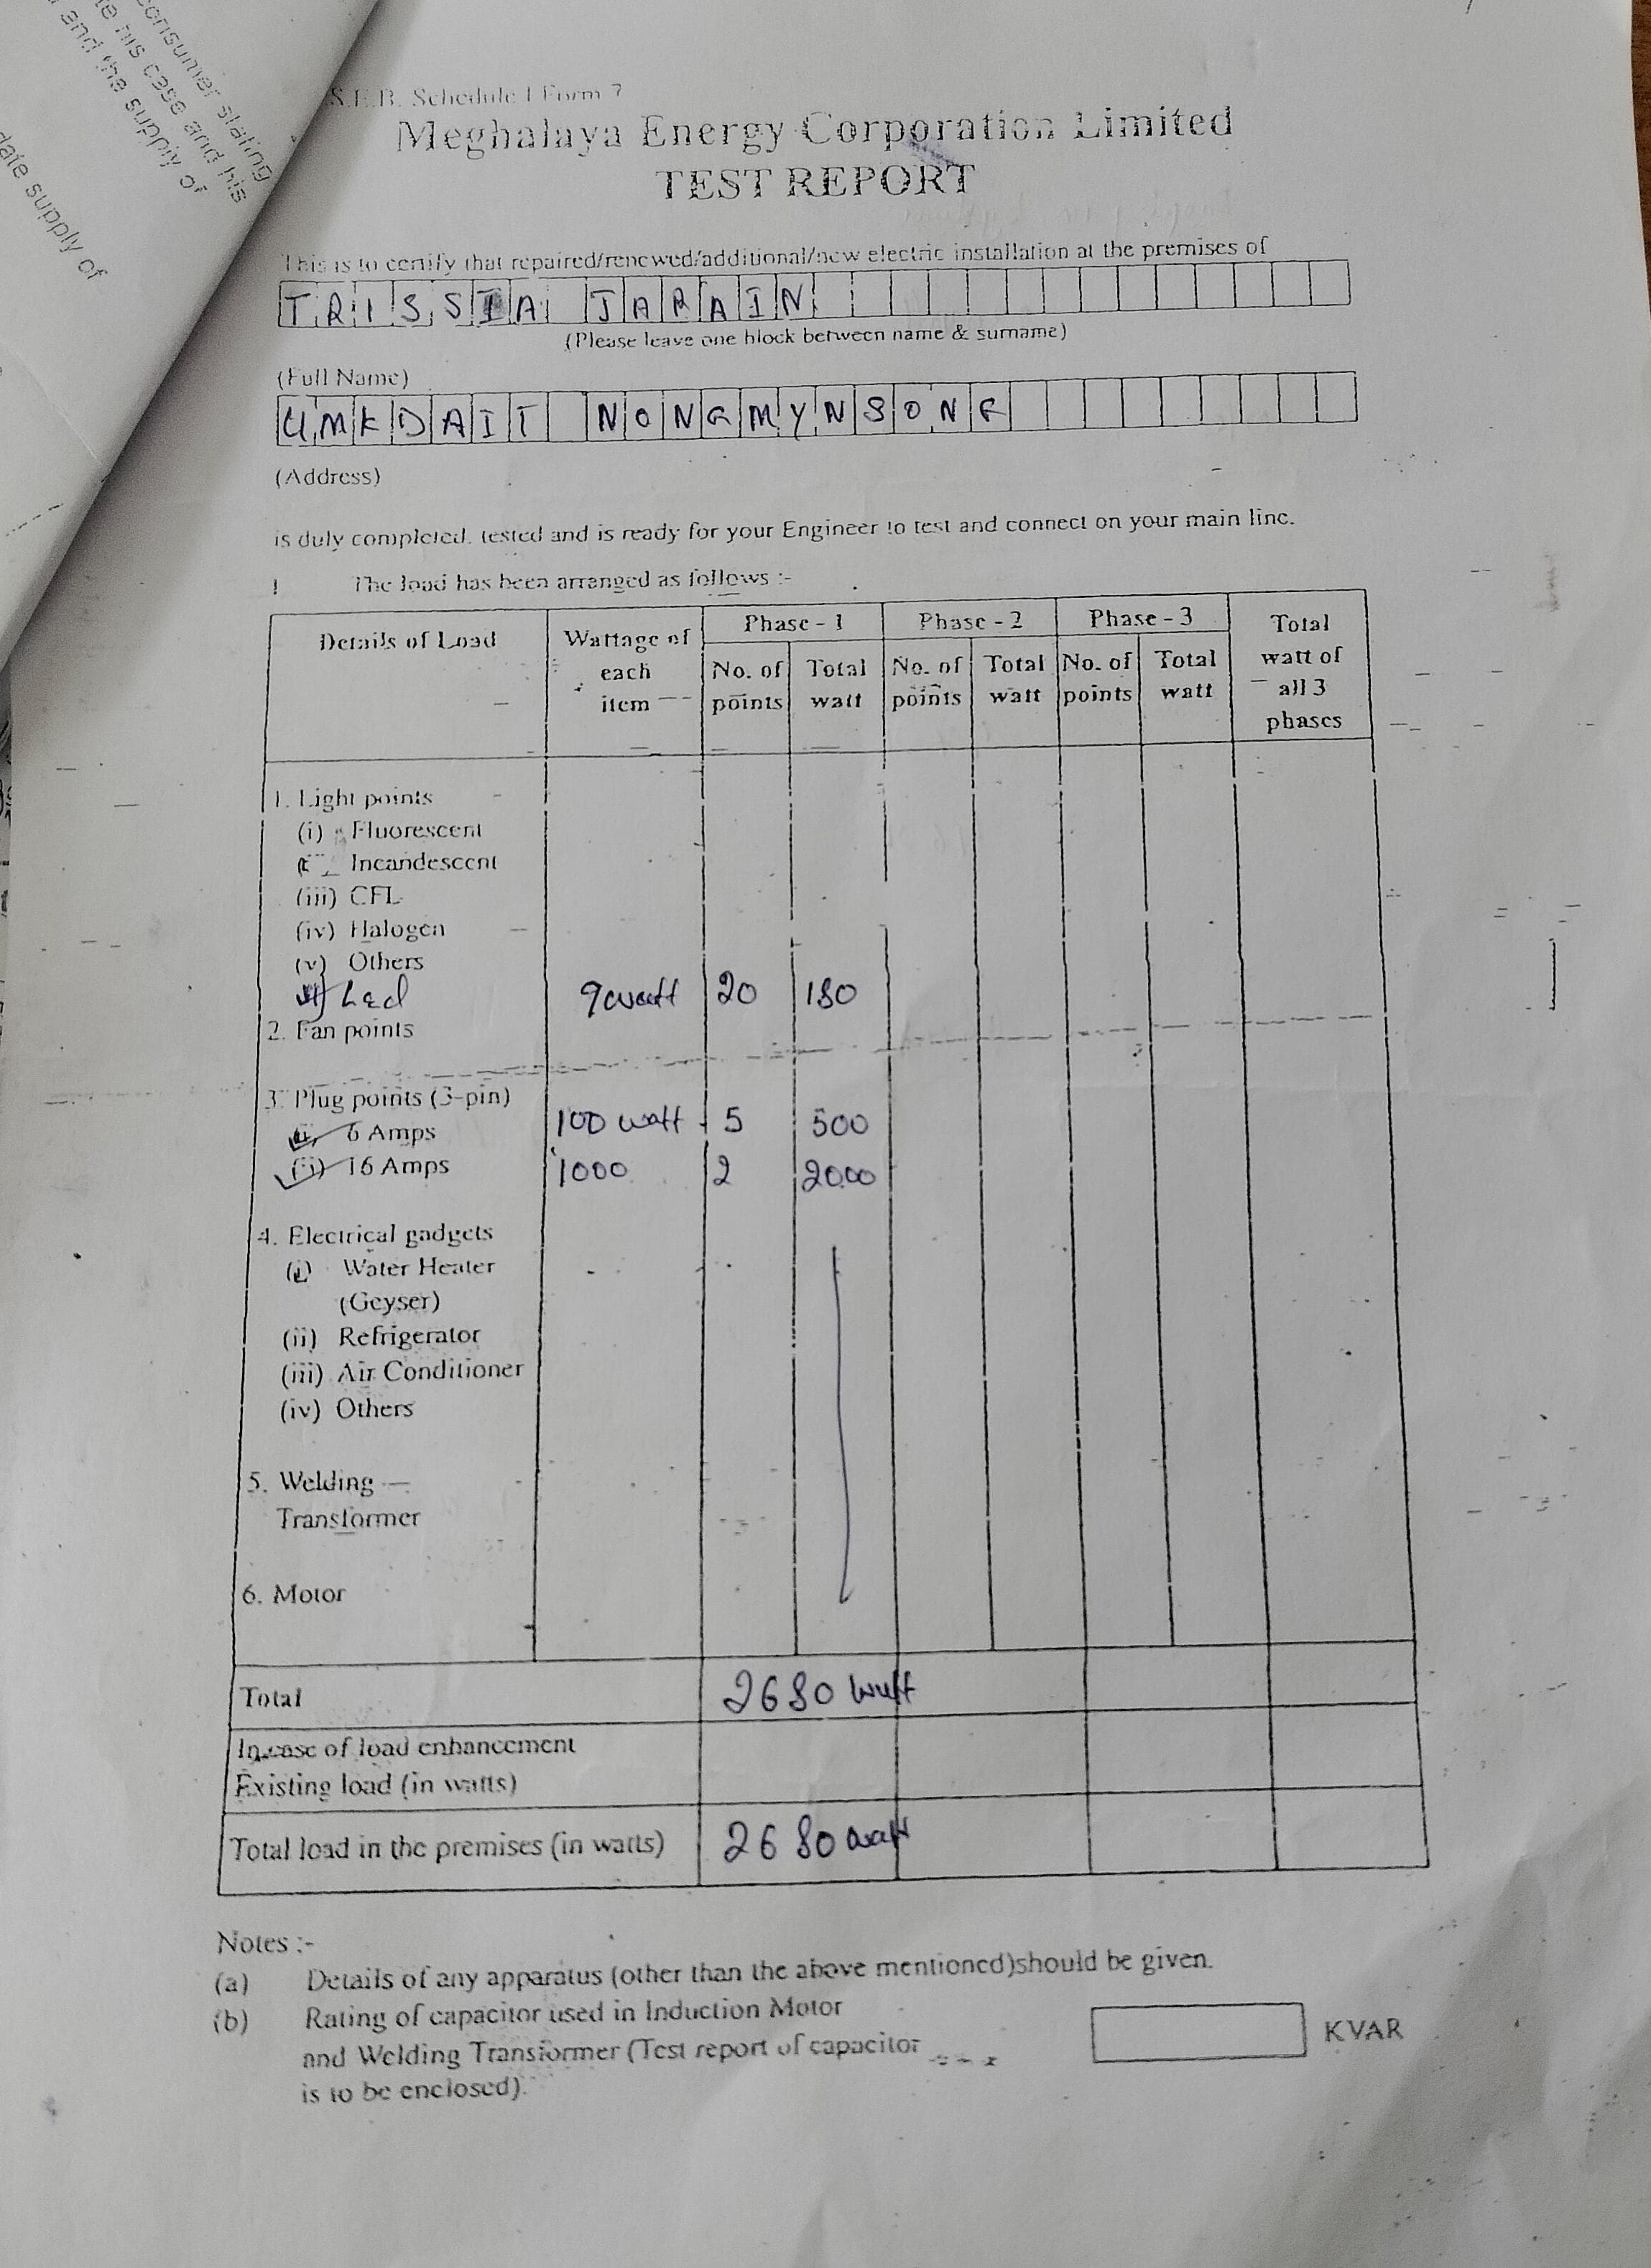 consumer stating
his case and his
and the supply of
date supply of
S.E.B. Schedule I Form 7
Meghalaya Energy Corporation Limited
TEST REPORT
This is to certify that repaired/renewed/additional/new electric installation at the premises of
TRISSIA JARAIN
(Please leave one block between name & surname)
(Full Name)
UMKDAIT NONGMYNSONG
(Address)
is duly completed, tested and is ready for your Engineer to test and connect on your main line.
1 The load has been arranged as follows :-
Details of Load Wattage of each item Phase - 1 Phase - 2 Phase - 3 Total watt of all 3 phases
No. of points Total watt No. of points Total watt No. of points Total watt
1. Light points
(i) Fluorescent
Incandescent
(iii) CFL
(iv) Halogen
(v) Others
Led 9watt 20 180
2. Fan points
3. Plug points (3-pin)
(i) 6 Amps 100 watt 5 500
(ii) 16 Amps 1000 2 2000
4. Electrical gadgets
(i) Water Heater
(Geyser)
(ii) Refrigerator
(iii) Air Conditioner
(iv) Others
5. Welding
Transformer
6. Motor
Total 2680 watt
In case of load enhancement
Existing load (in watts)
Total load in the premises (in watts) 2680 watt
Notes :-
(a) Details of any apparatus (other than the above mentioned)should be given.
(b) Rating of capacitor used in Induction Motor
and Welding Transformer (Test report of capacitor KVAR
is to be enclosed).